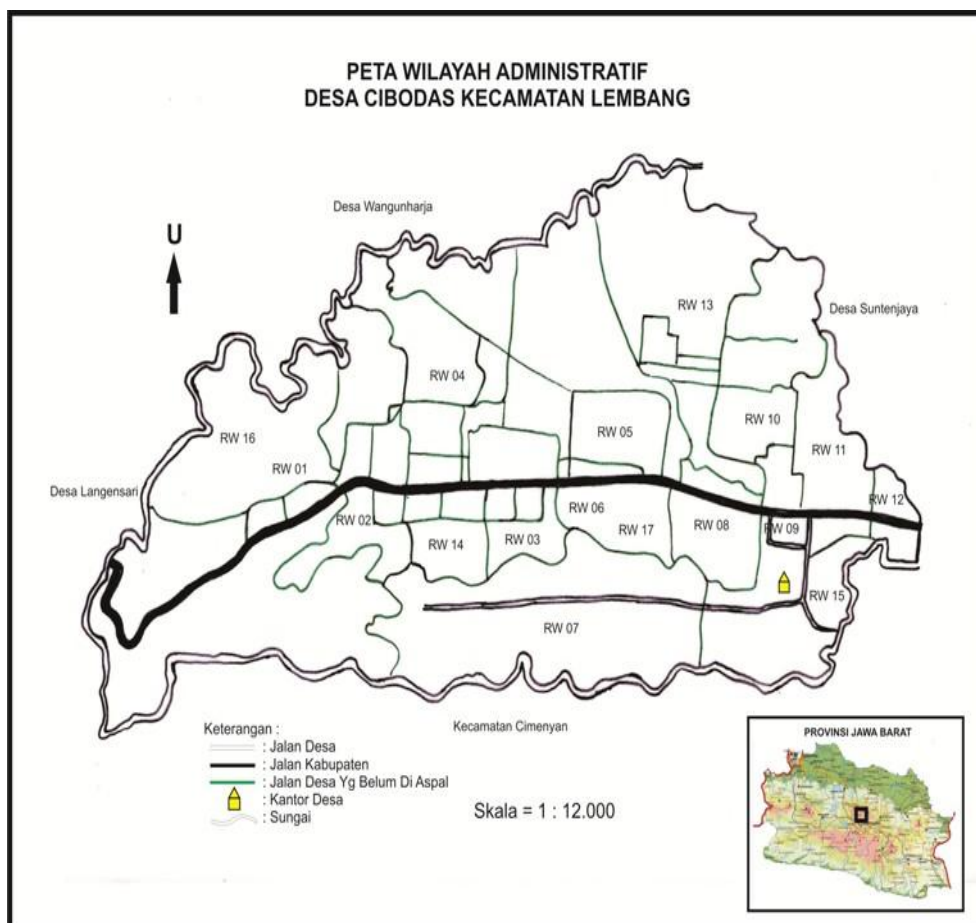 PETA WILAYAH ADMINISTRATIF
DESA CIBODAS KECAMATAN LEMBANG
Desa Wangunharja
U
RW 13
Desa Suntenjaya
RW 04
RW 16
RW 05
RW 10
RW 11
RW 01
Desa Langensari
RW 12
RW 02
RW 06
RW 17
RW 08
RW 09
RW 14
RW 03
RW 15
RW 07
Kecamatan Cimenyan
Keterangan :
: Jalan Desa
: Jalan Kabupaten
: Jalan Desa Yg Belum Di Aspal
: Kantor Desa
: Sungai
Skala = 1 : 12.000
PROVINSI JAWA BARAT